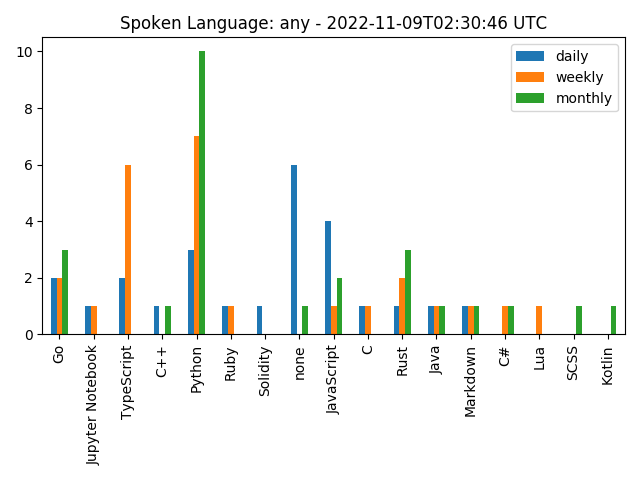 Spoken Language: any - 2022-11-09T02:30:46 UTC
daily
weekly
monthly
10
8
6
4
2
0
Go
Jupyter Notebook
TypeScript
C++
Python
Ruby
Solidity
none
JavaScript
C
Rust
Java
Markdown
C#
Lua
SCSS
Kotlin